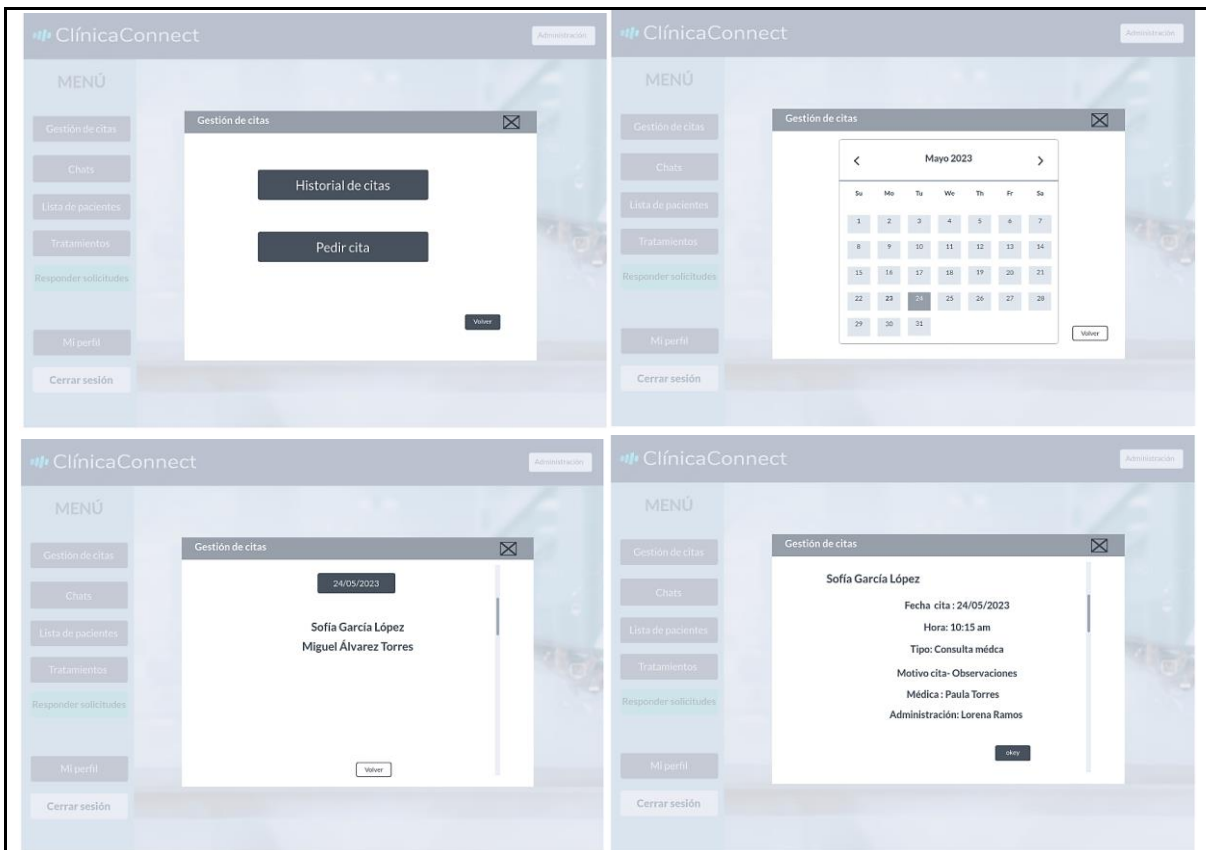 ClínicaConnect
Administración
MENÚ
Gestión de citas
Chats
Lista de pacientes
Tratamientos
Responder solicitudes
Mi perfil
Cerrar sesión
Gestión de citas
Historial de citas
Pedir cita
Volver
ClínicaConnect
Administración
MENÚ
Gestión de citas
Chats
Lista de pacientes
Tratamientos
Responder solicitudes
Mi perfil
Cerrar sesión
Gestión de citas
< Mayo 2023 >
Su Mo Tu We Th Fr Sa
1 2 3 4 5 6 7
8 9 10 11 12 13 14
15 16 17 18 19 20 21
22 23 24 25 26 27 28
29 30 31
Volver
ClínicaConnect
Administración
MENÚ
Gestión de citas
Chats
Lista de pacientes
Tratamientos
Responder solicitudes
Mi perfil
Cerrar sesión
Gestión de citas
24/05/2023
Sofía García López
Miguel Álvarez Torres
Volver
ClínicaConnect
Administración
MENÚ
Gestión de citas
Chats
Lista de pacientes
Tratamientos
Responder solicitudes
Mi perfil
Cerrar sesión
Gestión de citas
Sofía García López
Fecha cita : 24/05/2023
Hora: 10:15 am
Tipo: Consulta médca
Motivo cita- Observaciones
Médica : Paula Torres
Administración: Lorena Ramos
okey